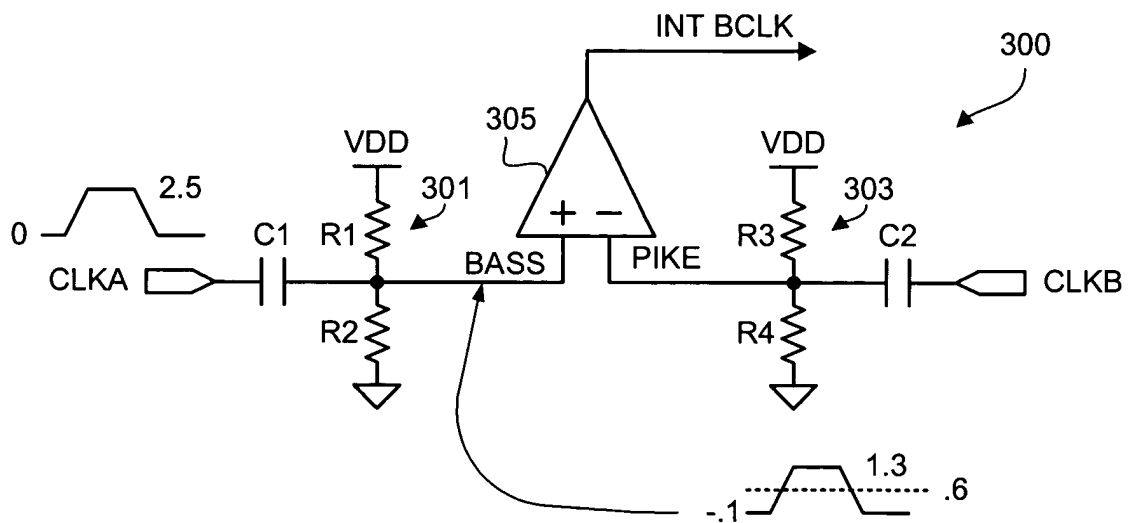 INT BCLK
300
305
VDD
VDD
2.5
301
303
0
C1
R1
+ −
R3
C2
BASS
PIKE
CLKA
CLKB
R2
R4
1.3
.6
-.1